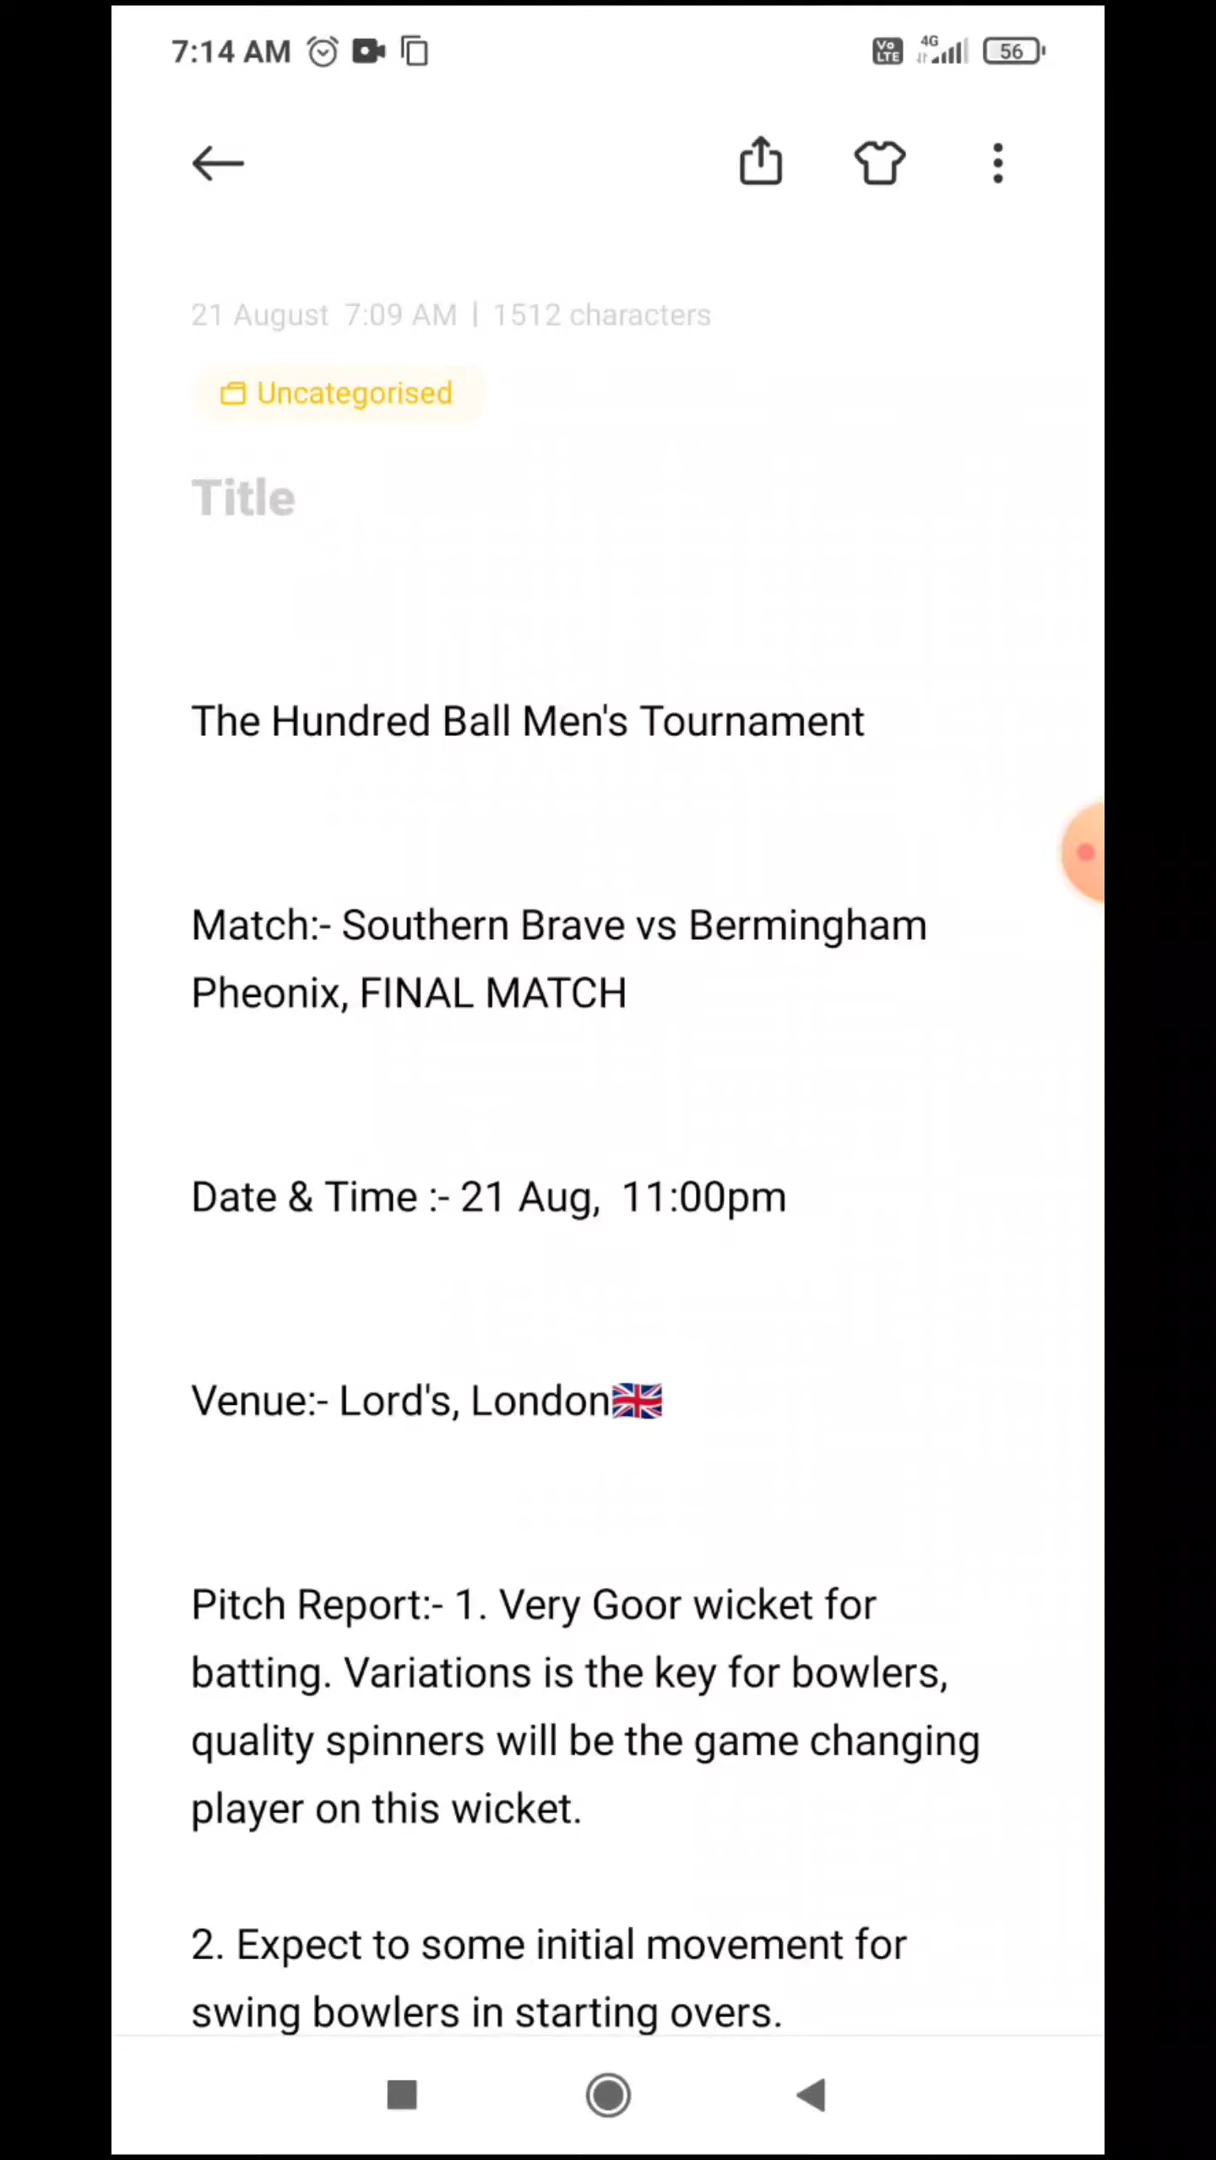 7:14 AM
Vo LTE 4G 56
21 August 7:09 AM | 1512 characters
Uncategorised
Title
The Hundred Ball Men's Tournament
Match:- Southern Brave vs Bermingham
Pheonix, FINAL MATCH
Date & Time :- 21 Aug,  11:00pm
Venue:- Lord's, London🇬🇧
Pitch Report:- 1. Very Goor wicket for
batting. Variations is the key for bowlers,
quality spinners will be the game changing
player on this wicket.
2. Expect to some initial movement for
swing bowlers in starting overs.